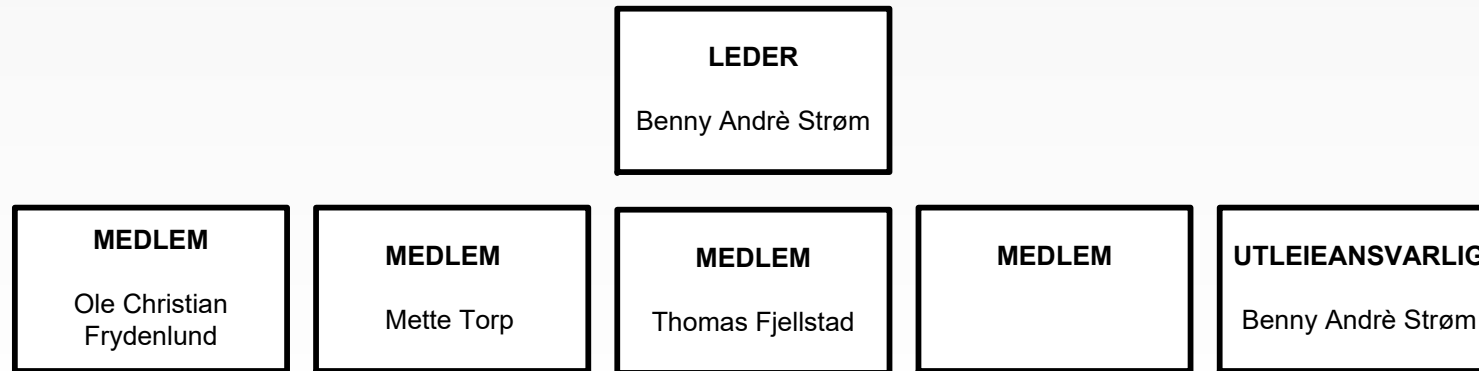 LEDER
Benny Andrè Strøm
MEDLEM
Ole Christian
Frydenlund
MEDLEM
Mette Torp
MEDLEM
Thomas Fjellstad
MEDLEM
UTLEIEANSVARLIG
Benny Andrè Strøm